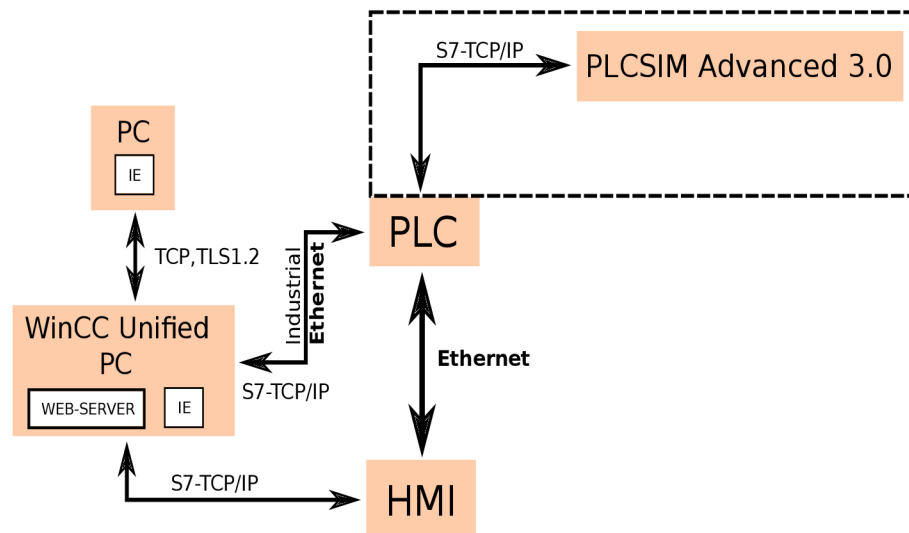 S7-TCP/IP
PLCSIM Advanced 3.0
PC
IE
TCP,TLS1.2
PLC
Industrial
Ethernet
WinCC Unified
PC
WEB-SERVER
IE
S7-TCP/IP
Ethernet
S7-TCP/IP
HMI